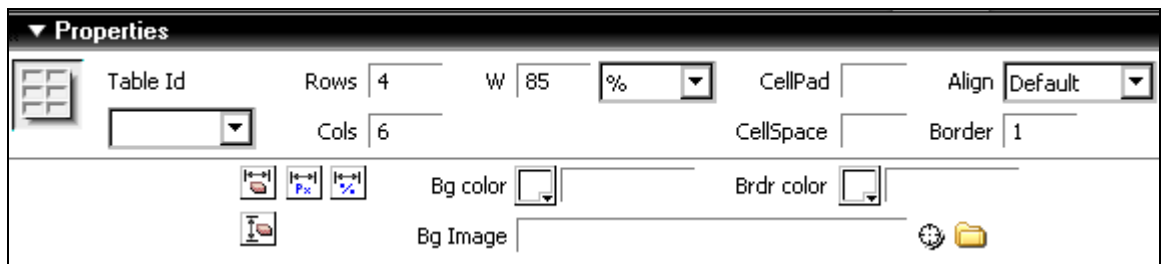 Properties
Table Id Rows 4 W 85 % CellPad Align Default
Cols 6 CellSpace Border 1
Px %
Bg color Brdr color
Bg Image